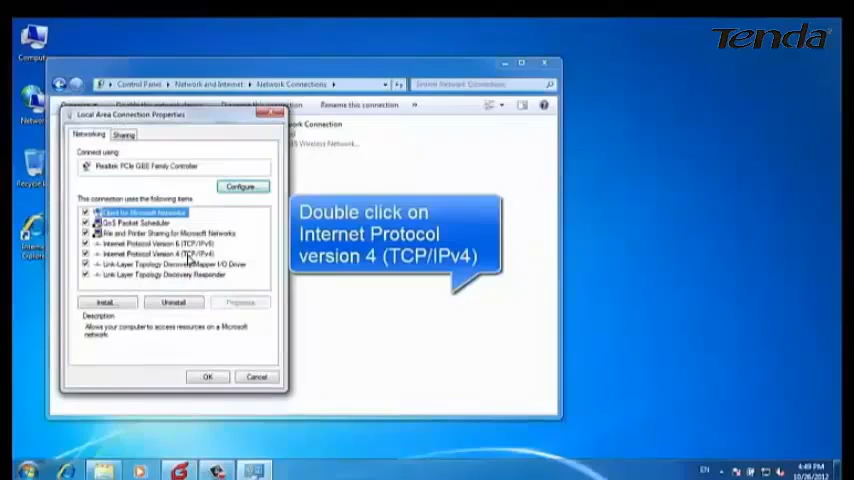 Tenda
Control Panel
Network and Internet
Network Connections
Rename this connection
Local Area Connection Properties
Networking
Sharing
Connect using:
Realtek PCIe GBE Family Controller
Configure...
This connection uses the following items
Client for Microsoft Networks
QoS Packet Scheduler
File and Printer Sharing for Microsoft Networks
Internet Protocol Version 6 (TCP/IPv6)
Internet Protocol Version 4 (TCP/IPv4)
Link-Layer Topology Discovery Mapper I/O Driver
Link-Layer Topology Discovery Responder
Install...
Uninstall
Properties
Description
Allows your computer to access resources on a Microsoft
network.
OK
Cancel
Double click on
Internet Protocol
version 4 (TCP/IPv4)
EN
4:49 PM
10/26/2012